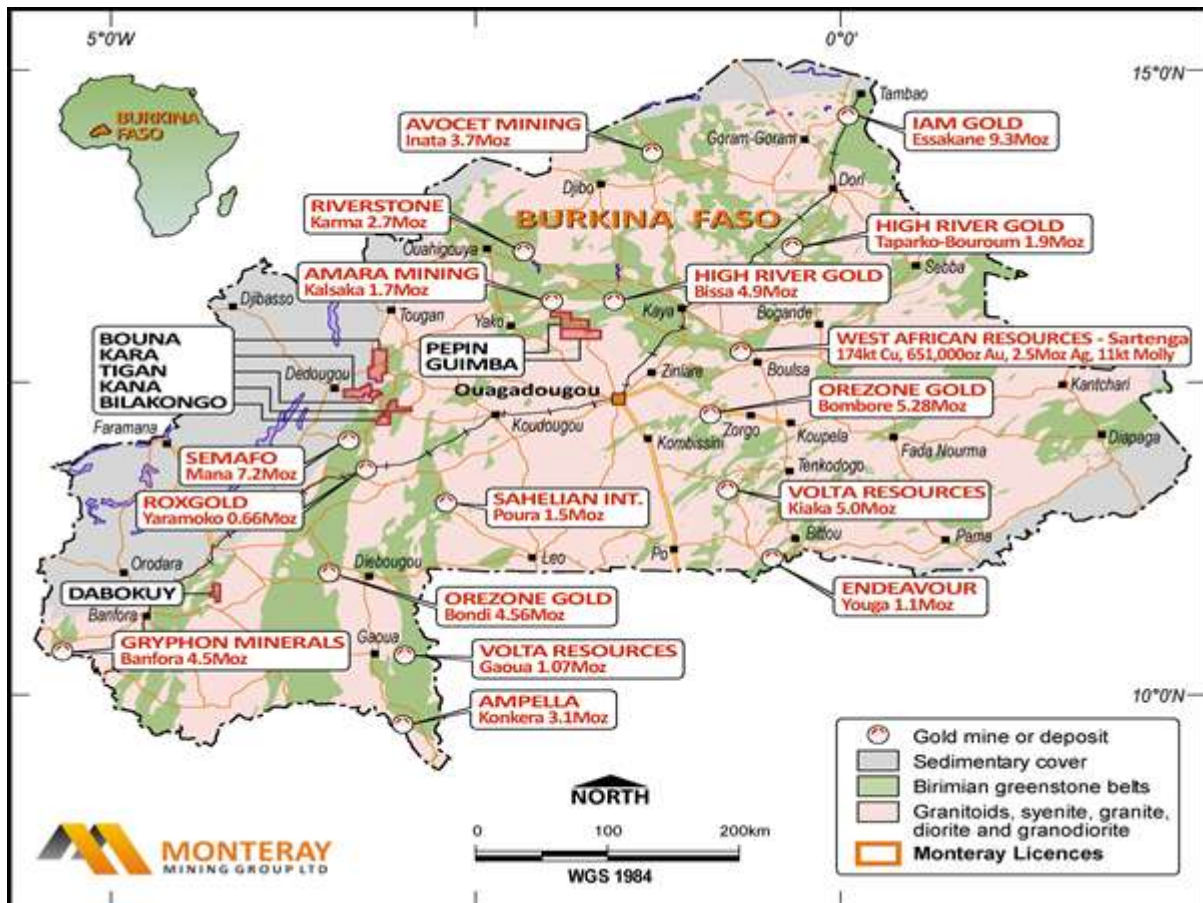 5°0'W
0°0'
15°0'N
BURKINA
FASO
Tambao
AVOCET MINING
Inata 3.7Moz
Goram-Goram
IAM GOLD
Essakane 9.3Moz
Djibo
Dori
RIVERSTONE
Karma 2.7Moz
BURKINA FASO
HIGH RIVER GOLD
Taparko-Bouroum 1.9Moz
Ouahigouya
Sebba
AMARA MINING
Kalsaka 1.7Moz
HIGH RIVER GOLD
Bissa 4.9Moz
Djibasso
Tougan
Yako
Kaya
Bogande
BOUNA
KARA
TIGAN
KANA
BILAKONGO
PEPIN
GUIMBA
WEST AFRICAN RESOURCES - Sartenga
174kt Cu, 651,000oz Au, 2.5Moz Ag, 11kt Molly
Dedougou
Ouagadougou
Ziniare
Boulsa
Kantchari
OREZONE GOLD
Bombore 5.28Moz
Faramana
Koudougou
Kombissini
Zorgo
Koupela
Fada Nourma
Diapaga
SEMAFO
Mana 7.2Moz
Tenkodogo
ROXGOLD
Yaramoko 0.66Moz
SAHELIAN INT.
Poura 1.5Moz
VOLTA RESOURCES
Kiaka 5.0Moz
Orodara
Diebougou
Leo
Po
Bittou
Pama
DABOKUY
Banfora
OREZONE GOLD
Bondi 4.56Moz
ENDEAVOUR
Youga 1.1Moz
GRYPHON MINERALS
Banfora 4.5Moz
Gaoua
VOLTA RESOURCES
Gaoua 1.07Moz
AMPELLA
Konkera 3.1Moz
10°0'N
Gold mine or deposit
Sedimentary cover
Birimian greenstone belts
Granitoids, syenite, granite,
diorite and granodiorite
Monteray Licences
NORTH
0 100 200km
WGS 1984
MONTERAY
MINING GROUP LTD